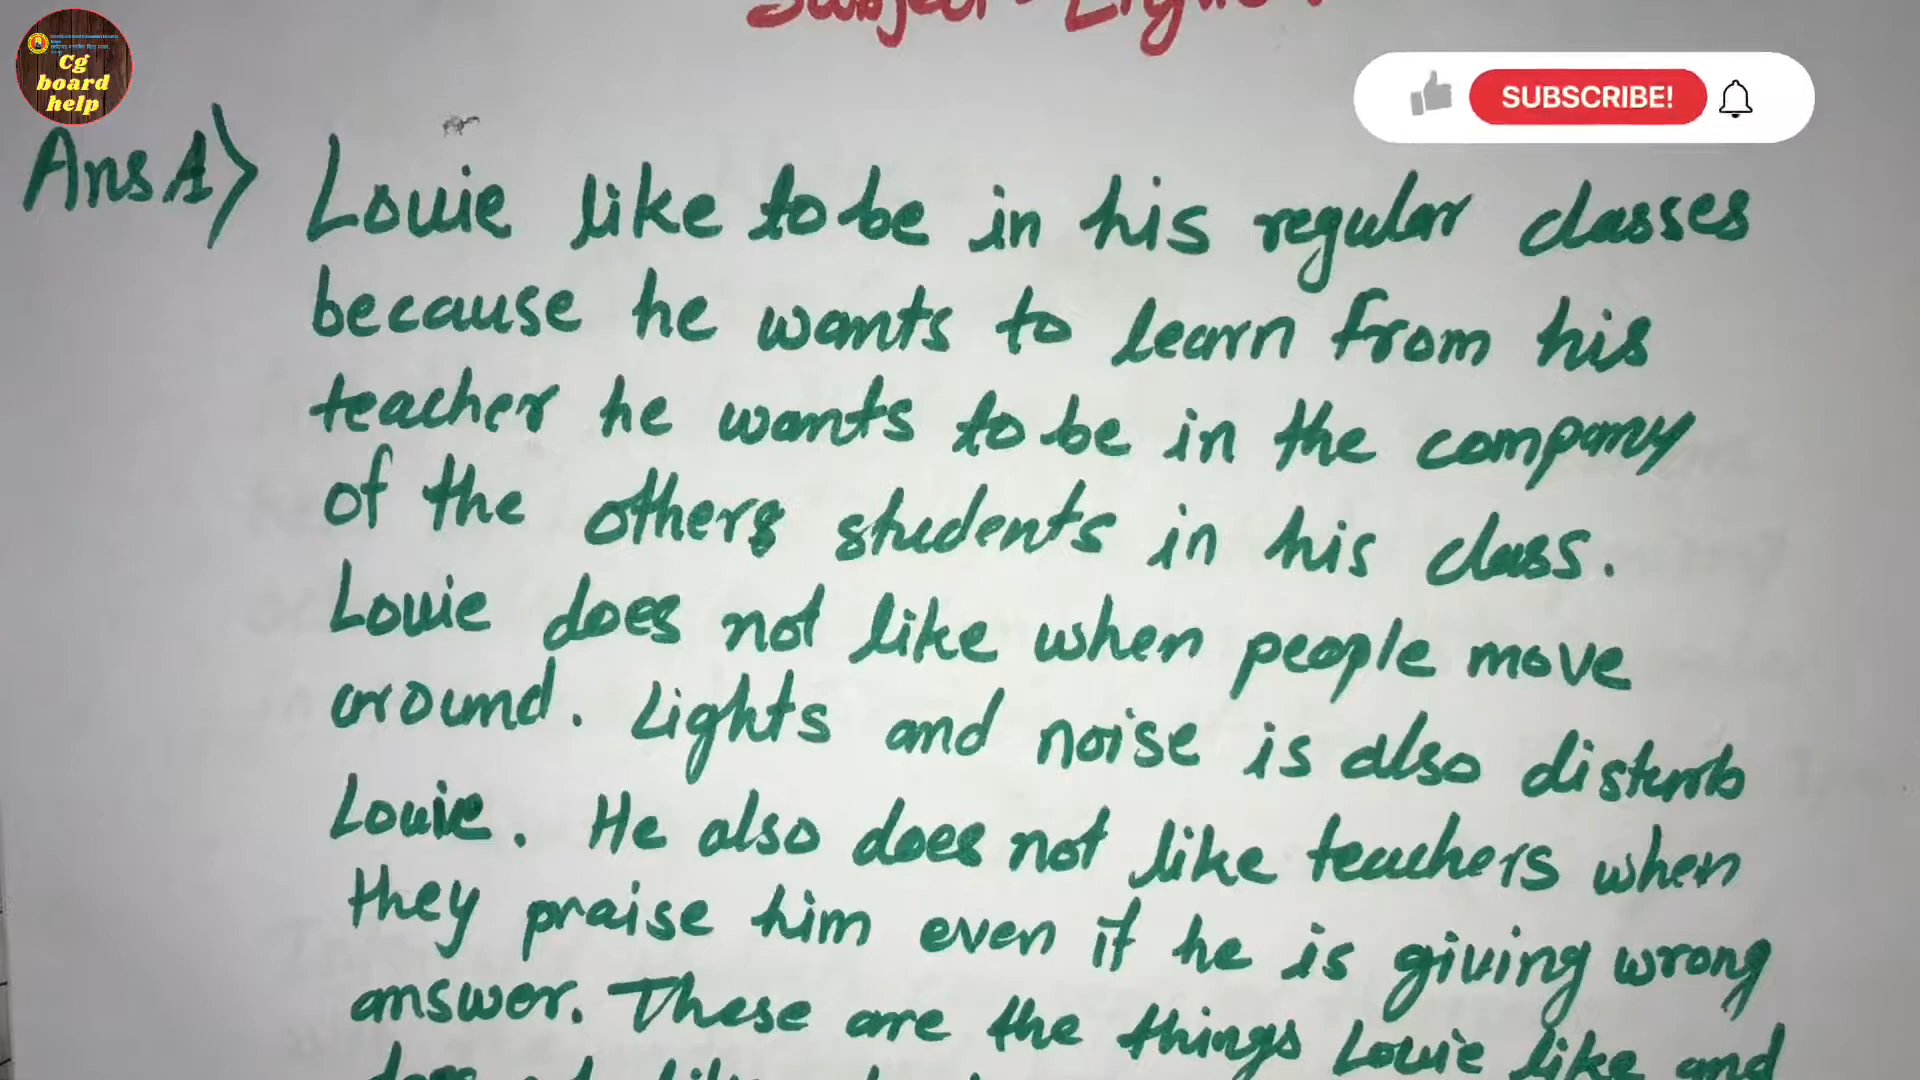 Subject - English
Cg
board
help
SUBSCRIBE!
Ans A) Louie like to be in his regular classes
because he wants to learn from his
teacher he wants to be in the company
of the others students in his class.
Louie does not like when people move
around. Lights and noise is also disturb
Louie. He also does not like teachers when
they praise him even if he is giving wrong
answer. These are the things Louie like and